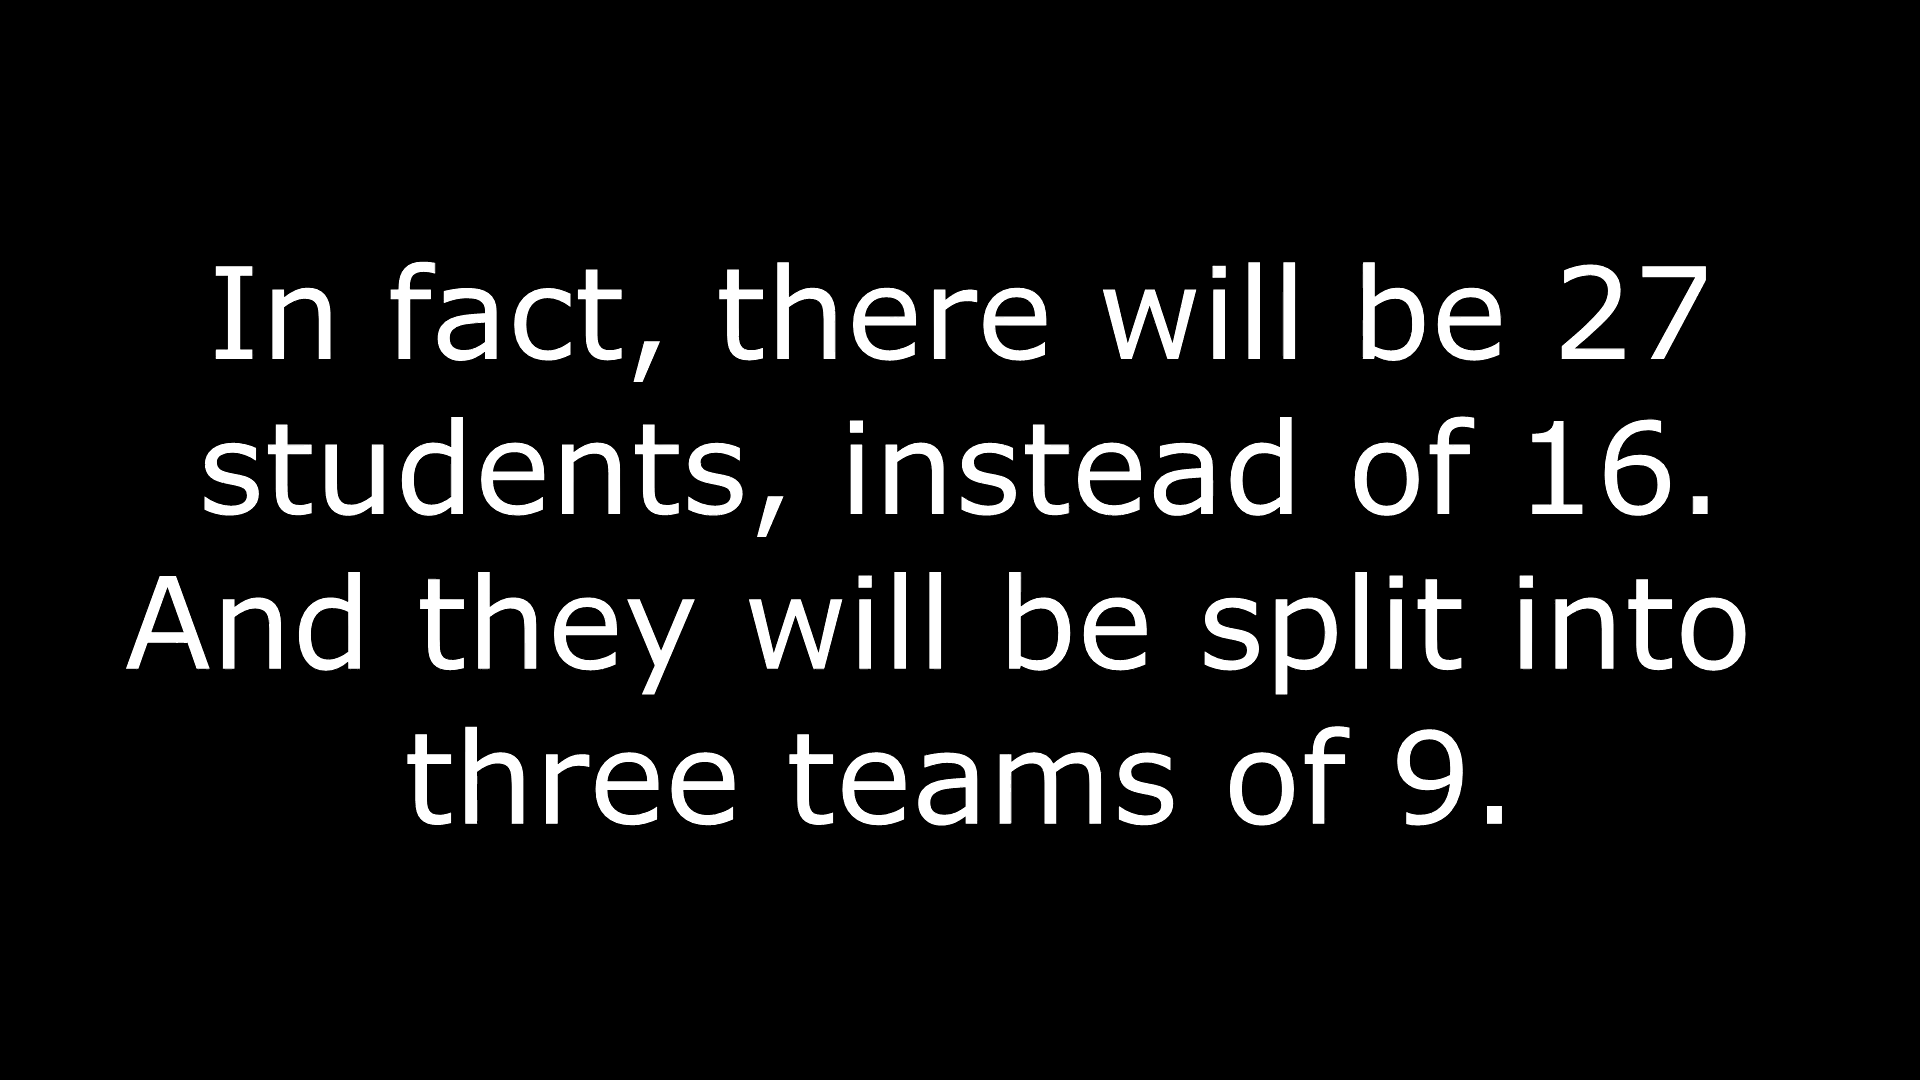 In fact, there will be 27
students, instead of 16.
And they will be split into
three teams of 9.